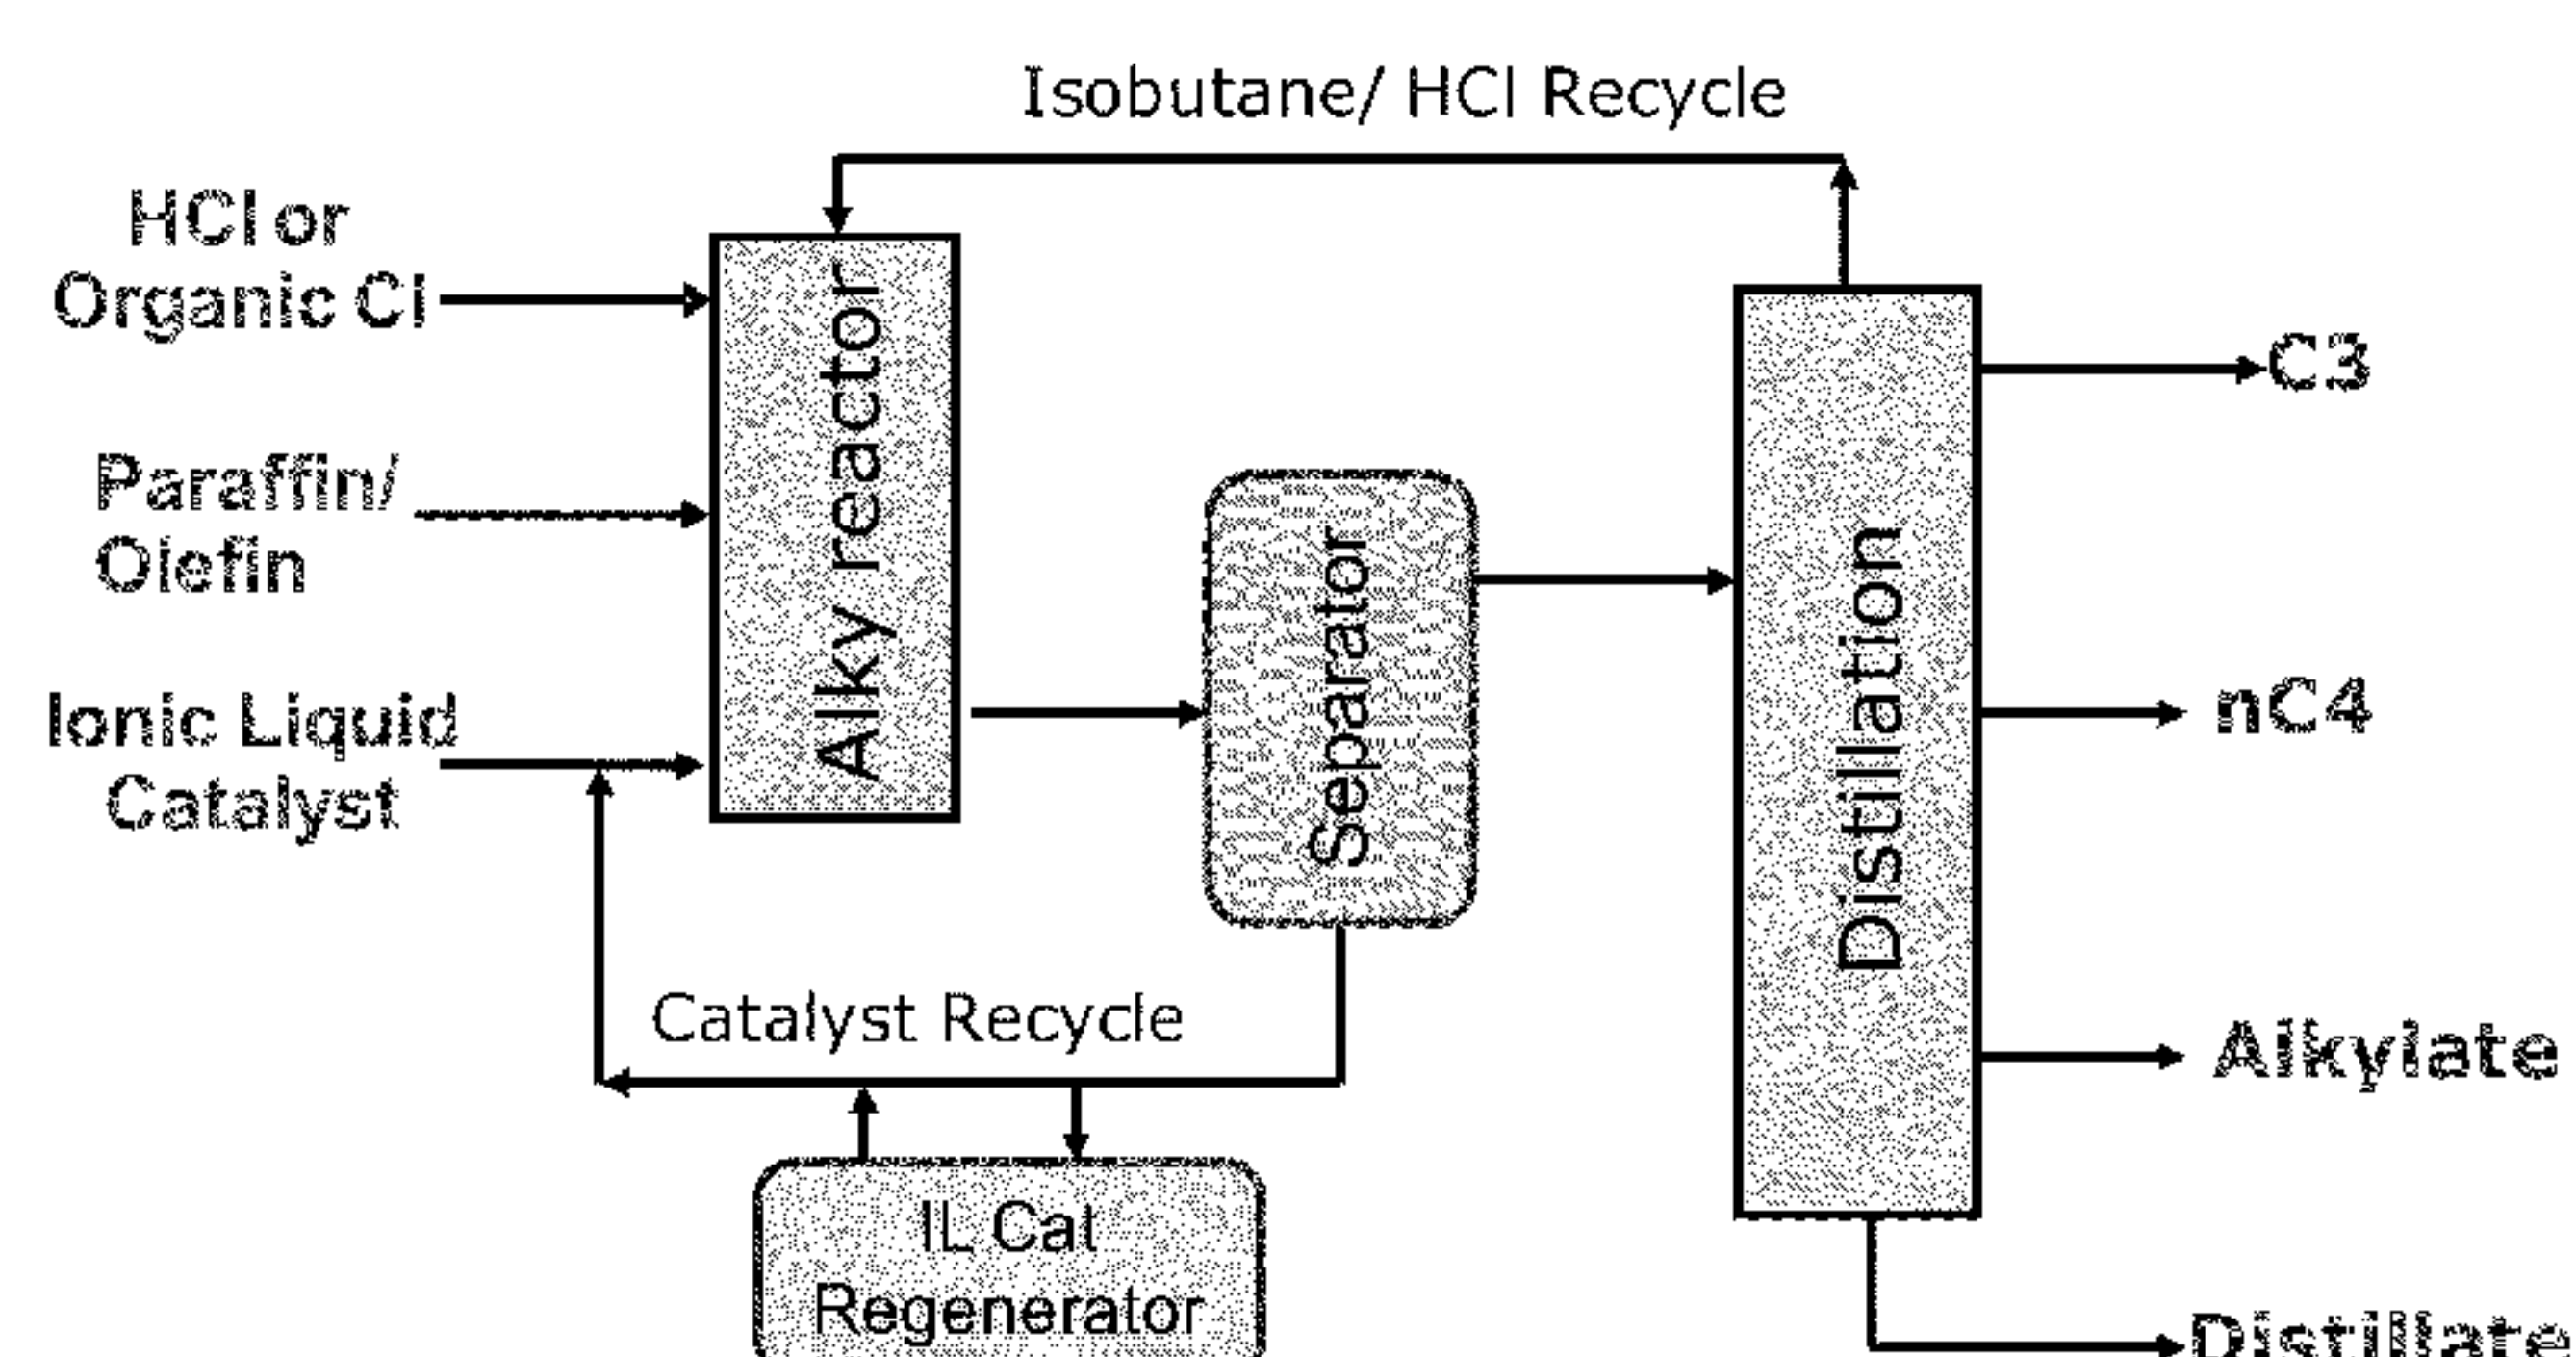 Isobutane/ HCl Recycle
HCl or
Organic Cl
Paraffin/
Olefin
Ionic Liquid
Catalyst
Alky reactor
Separator
Distillation
C3
nC4
Alkylate
Distillate
Catalyst Recycle
IL Cat
Regenerator